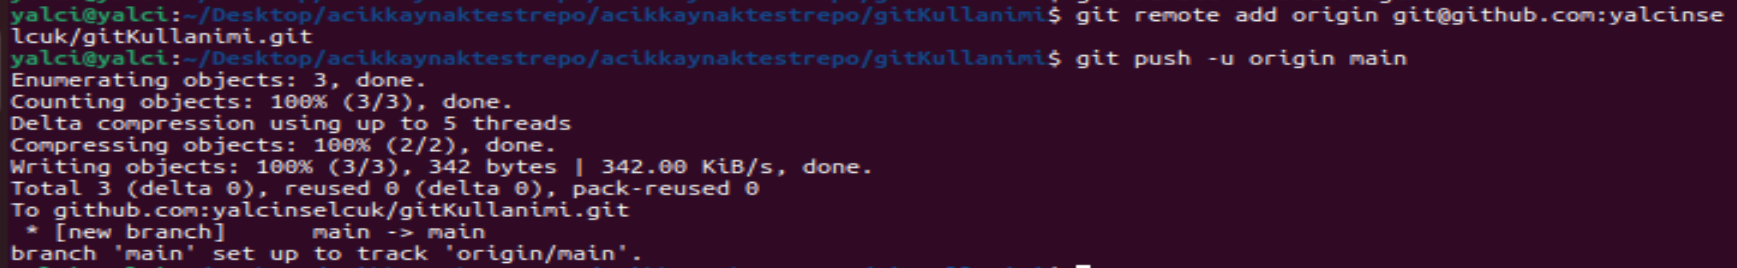 yalci@yalci:~/Desktop/acikkaynaktestrepo/acikkaynaktestrepo/gitKullanimi$ git remote add origin git@github.com:yalcinse
lcuk/gitKullanimi.git
yalci@yalci:~/Desktop/acikkaynaktestrepo/acikkaynaktestrepo/gitKullanimi$ git push -u origin main
Enumerating objects: 3, done.
Counting objects: 100% (3/3), done.
Delta compression using up to 5 threads
Compressing objects: 100% (2/2), done.
Writing objects: 100% (3/3), 342 bytes | 342.00 KiB/s, done.
Total 3 (delta 0), reused 0 (delta 0), pack-reused 0
To github.com:yalcinselcuk/gitKullanimi.git
 * [new branch]      main -> main
branch 'main' set up to track 'origin/main'.